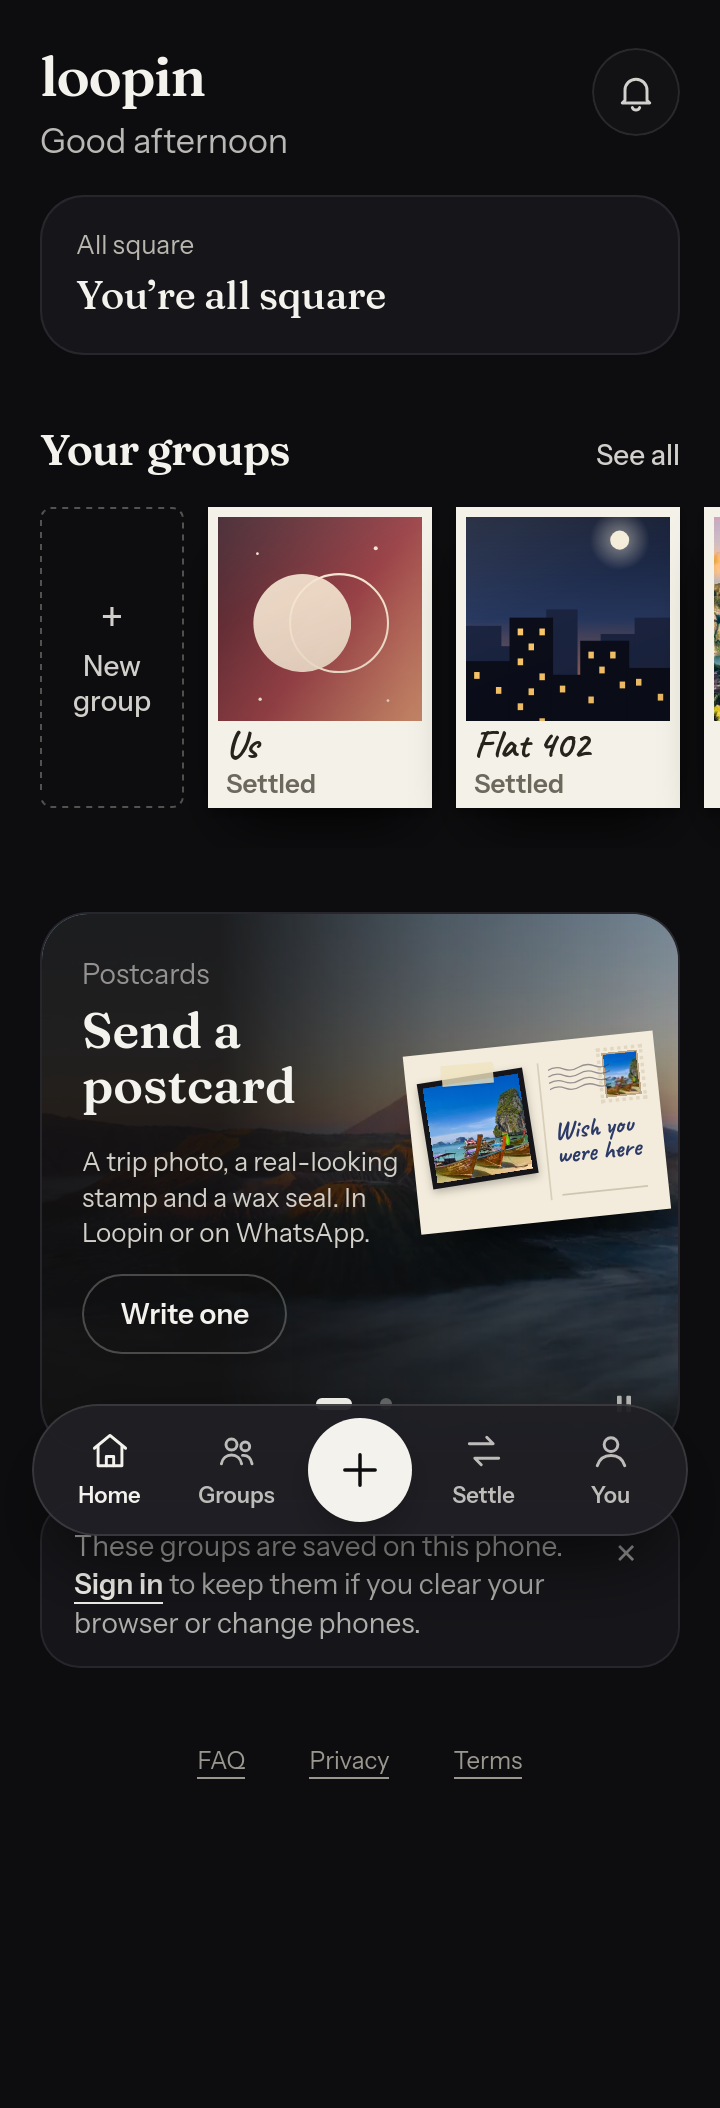 loopin
Good afternoon
All square
You’re all square
Your groups
See all
+
New
group
Us
Settled
Flat 402
Settled
Postcards
Send a
postcard
A trip photo, a real-looking
stamp and a wax seal. In
Loopin or on WhatsApp.
Wish you
were here
Write one
Home
Groups
Settle
You
These groups are saved on this phone.
Sign in to keep them if you clear your
browser or change phones.
FAQ
Privacy
Terms